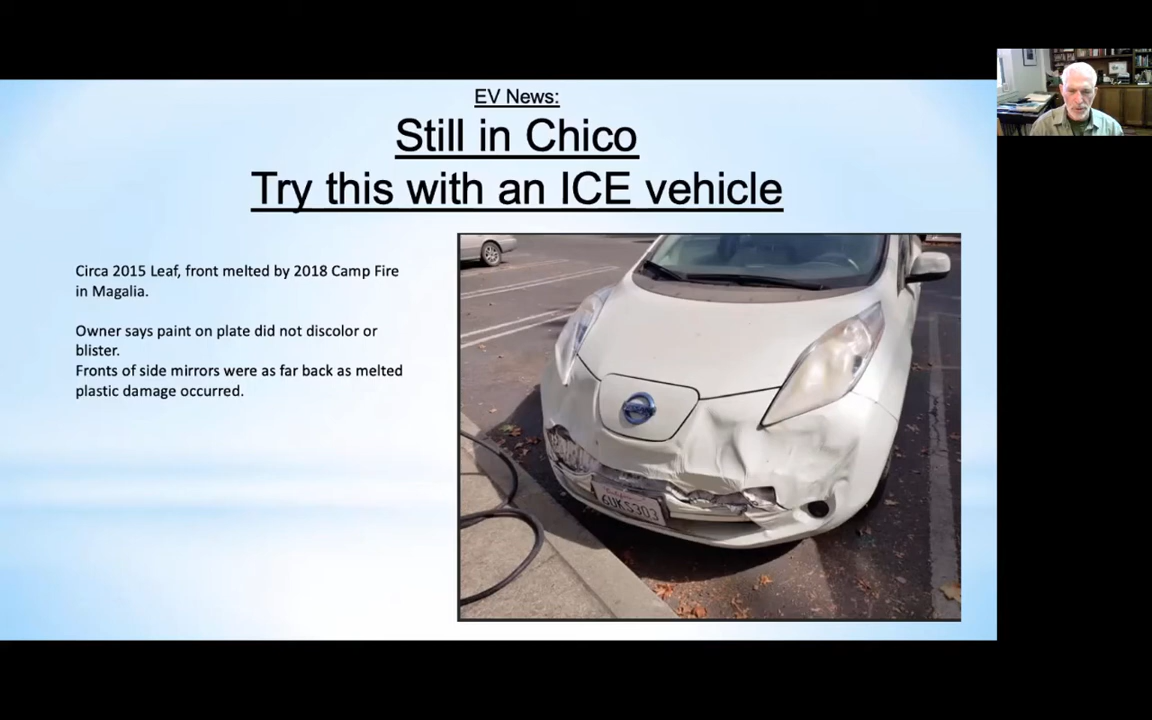 EV News:
Still in Chico
Try this with an ICE vehicle
Circa 2015 Leaf, front melted by 2018 Camp Fire
in Magalia.
Owner says paint on plate did not discolor or
blister.
Fronts of side mirrors were as far back as melted
plastic damage occurred.
6UKS303